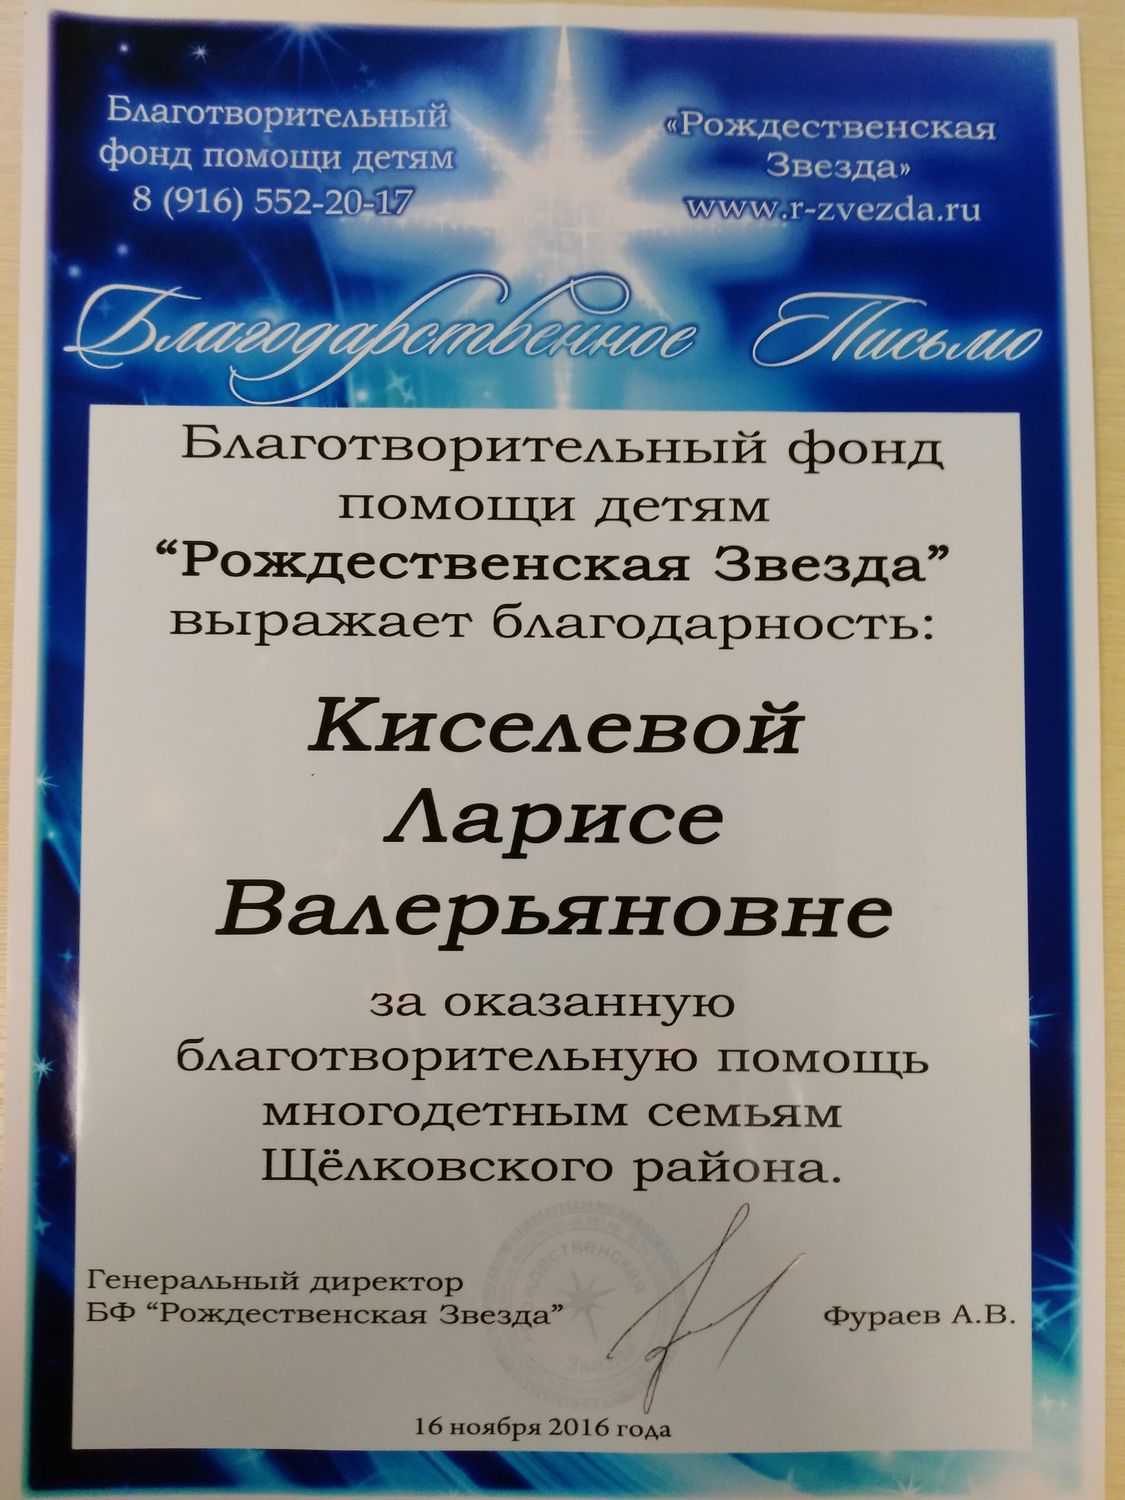 Благотворительный
фонд помощи детям
8 (916) 552-20-17
«Рождественская
Звезда»
www.r-zvezda.ru
Благодарственное Письмо
Благотворительный фонд
помощи детям
“Рождественская Звезда”
выражает благодарность:
Киселевой
Ларисе
Валерьяновне
за оказанную
благотворительную помощь
многодетным семьям
Щёлковского района.
Генеральный директор
БФ “Рождественская Звезда”
Фураев А.В.
16 ноября 2016 года